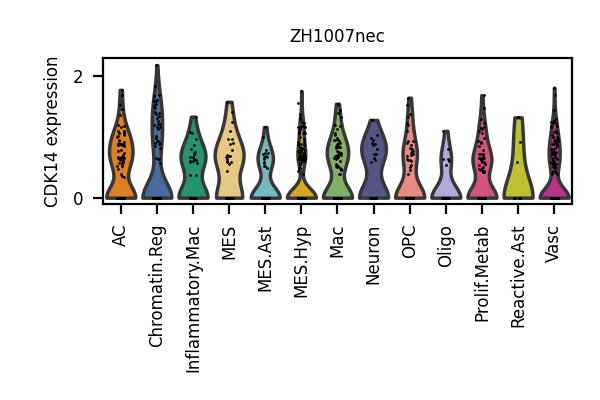 ZH1007nec
CDK14 expression
2
0
AC
Chromatin.Reg
Inflammatory.Mac
MES
MES.Ast
MES.Hyp
Mac
Neuron
OPC
Oligo
Prolif.Metab
Reactive.Ast
Vasc